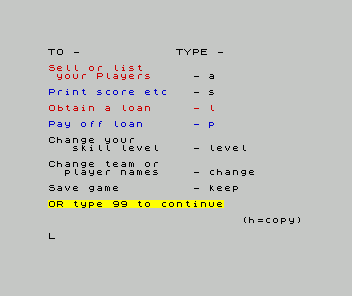 TO - TYPE -
Sell or list
your Players - a
Print score etc - s
Obtain a loan - l
Pay off loan - p
Change your
skill level - level
Change team or
player names - change
Save game - keep
OR type 99 to continue
(h=copy)
L